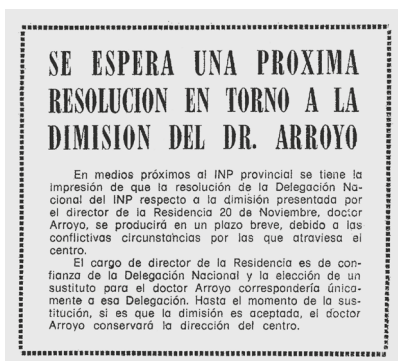 SE ESPERA UNA PROXIMA
RESOLUCION EN TORNO A LA
DIMISION DEL DR. ARROYO
En medios próximos al INP provincial se tiene la
impresión de que la resolución de la Delegación Na-
cional del INP respecto a la dimisión presentada por
el director de la Residencia 20 de Noviembre, doctor
Arroyo, se producirá en un plazo breve, debido a las
conflictivas circunstancias por las que atraviesa el
centro.
El cargo de director de la Residencia es de con-
fianza de la Delegación Nacional y la elección de un
sustituto para el doctor Arroyo correspondería única-
mente a esa Delegación. Hasta el momento de la sus-
titución, si es que la dimisión es aceptada, el doctor
Arroyo conservará la dirección del centro.